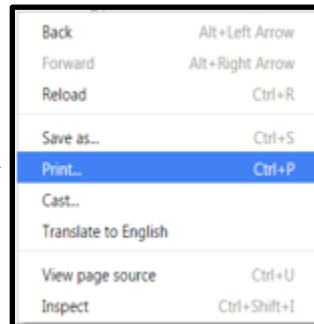 Back Alt+Left Arrow
Forward Alt+Right Arrow
Reload Ctrl+R
Save as... Ctrl+S
Print... Ctrl+P
Cast...
Translate to English
View page source Ctrl+U
Inspect Ctrl+Shift+I